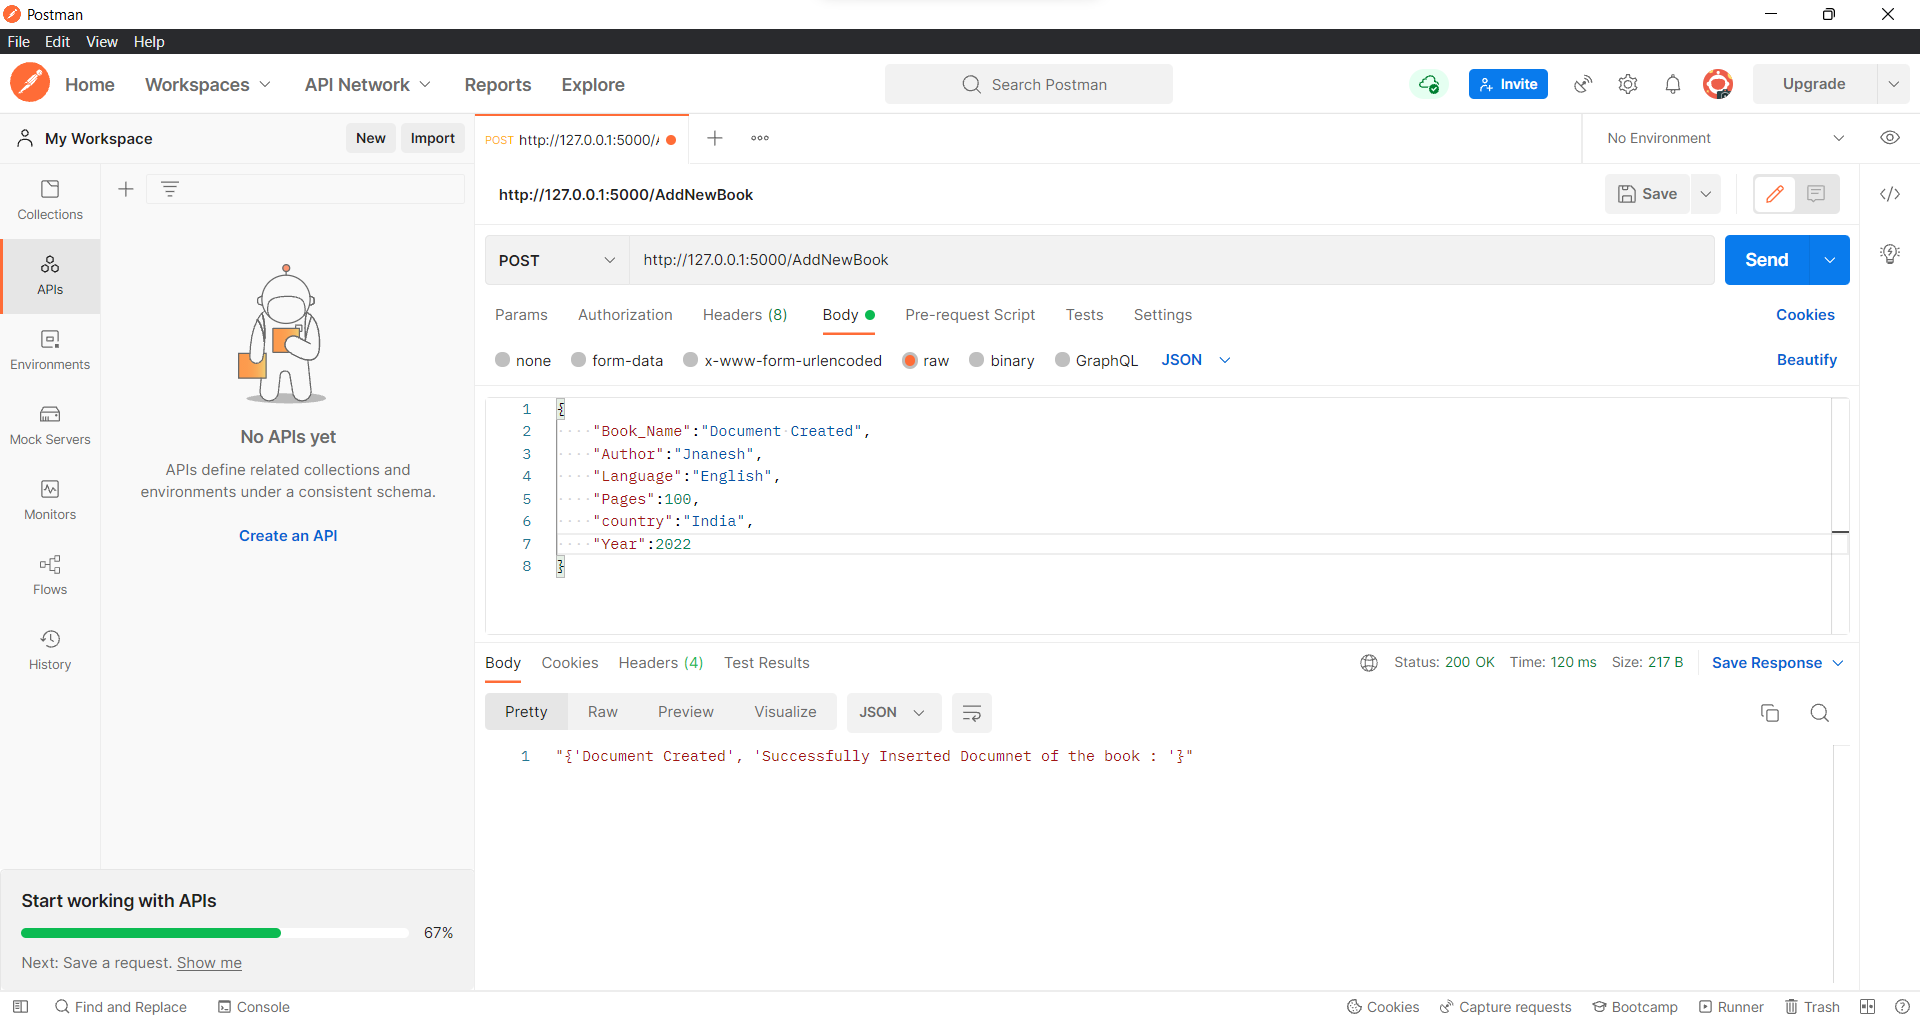 Postman
File Edit View Help
Home Workspaces API Network Reports Explore Search Postman Invite Upgrade
My Workspace New Import POST http://127.0.0.1:5000/ No Environment
http://127.0.0.1:5000/AddNewBook Save
Collections
APIs
Environments
Mock Servers
Monitors
Flows
History
No APIs yet
APIs define related collections and
environments under a consistent schema.
Create an API
Start working with APIs
67%
Next: Save a request. Show me
POST http://127.0.0.1:5000/AddNewBook Send
Params Authorization Headers (8) Body Pre-request Script Tests Settings Cookies
none form-data x-www-form-urlencoded raw binary GraphQL JSON Beautify
1 {
2 "Book_Name":"Document Created",
3 "Author":"Jnanesh",
4 "Language":"English",
5 "Pages":100,
6 "country":"India",
7 "Year":2022
8 }
Body Cookies Headers (4) Test Results Status: 200 OK Time: 120 ms Size: 217 B Save Response
Pretty Raw Preview Visualize JSON
1 "{'Document Created', 'Successfully Inserted Documnet of the book : '}"
Find and Replace Console Cookies Capture requests Bootcamp Runner Trash